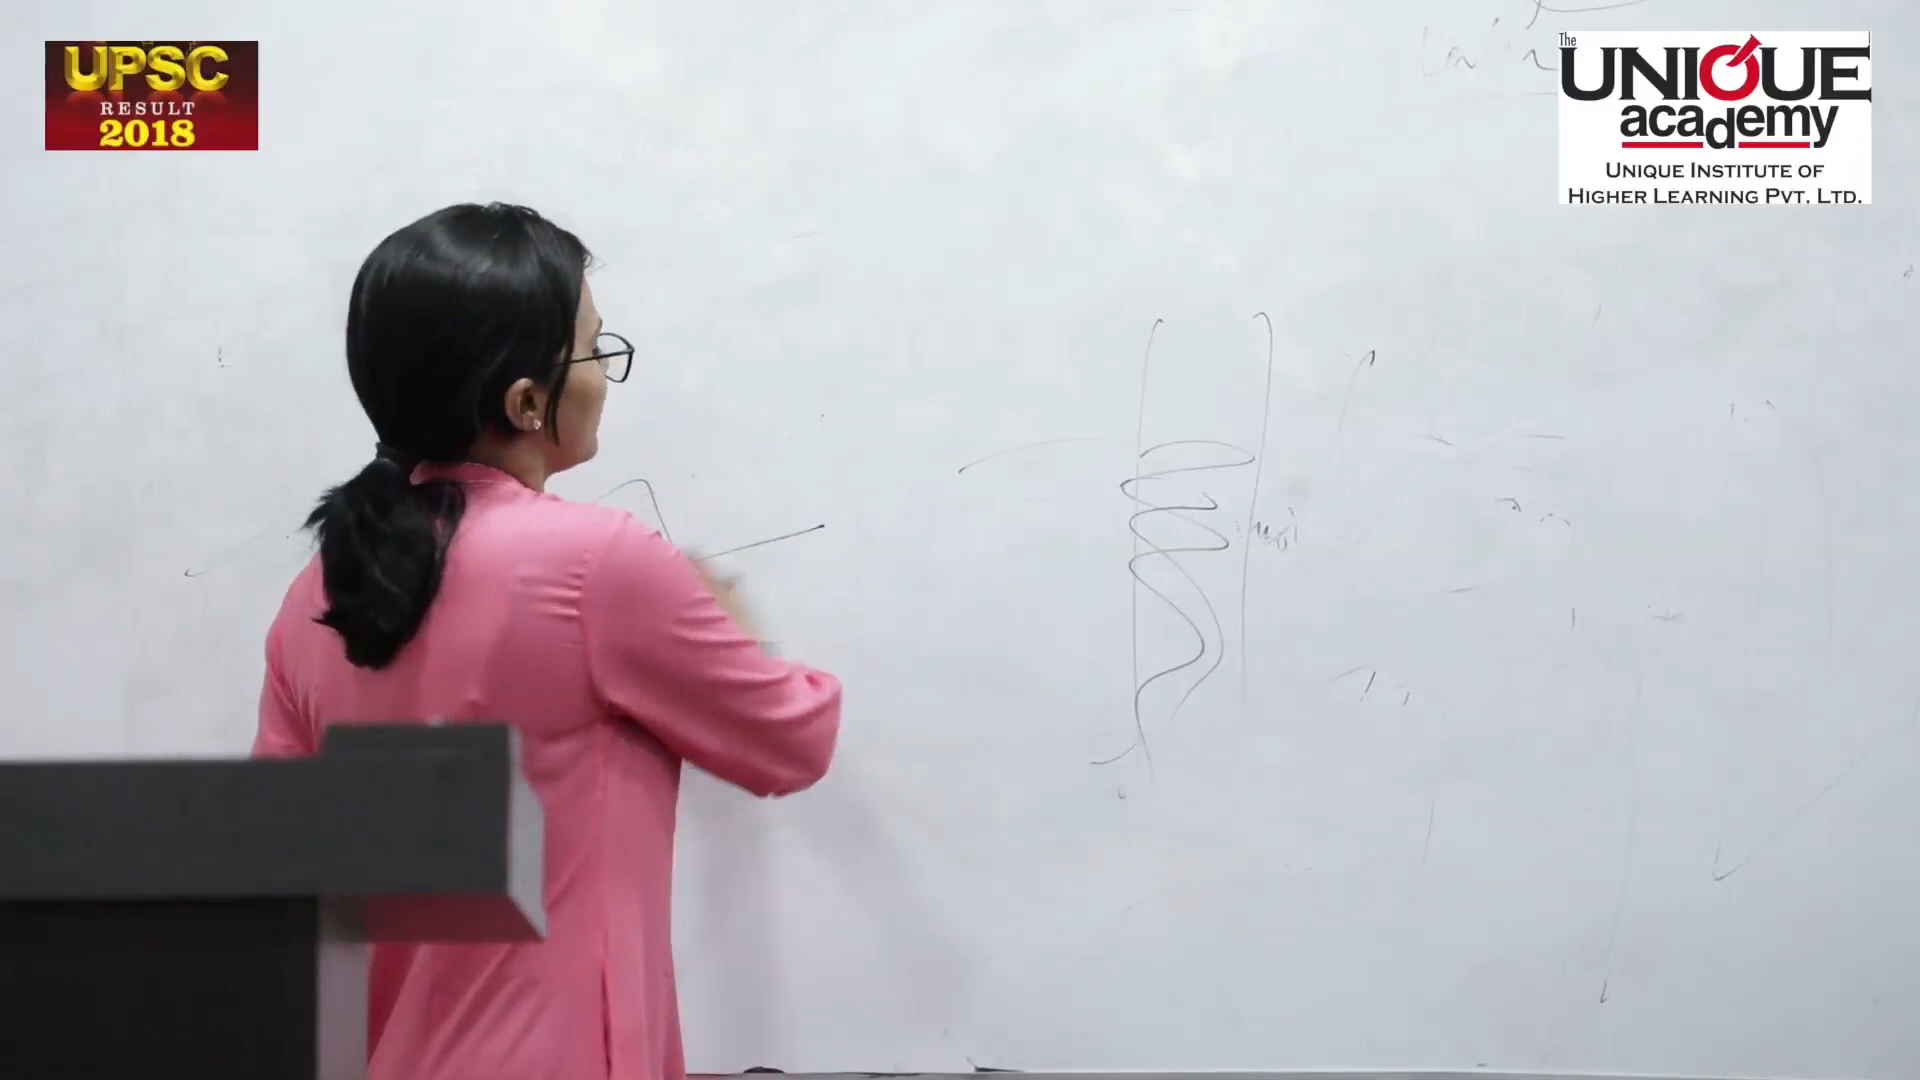 UPSC
RESULT
2018
The
UNIQUE
academy
UNIQUE INSTITUTE OF
HIGHER LEARNING PVT. LTD.